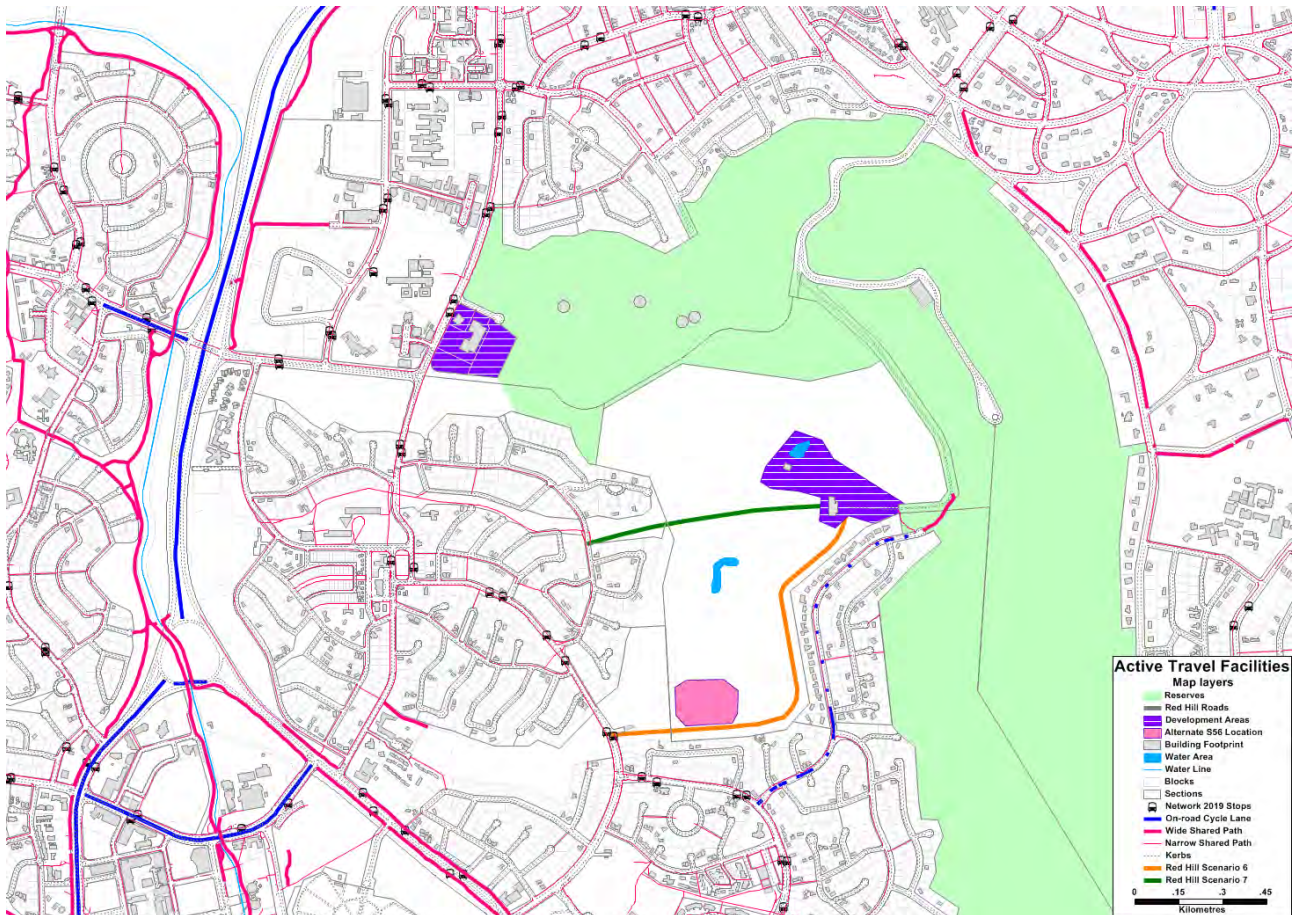 Active Travel Facilities
Map layers
Reserves
Red Hill Roads
Development Areas
Alternate S56 Location
Building Footprint
Water Area
Water Line
Blocks
Sections
Network 2019 Stops
On-road Cycle Lane
Wide Shared Path
Narrow Shared Path
Kerbs
Red Hill Scenario 6
Red Hill Scenario 7
0 .15 .3 .45
Kilometres